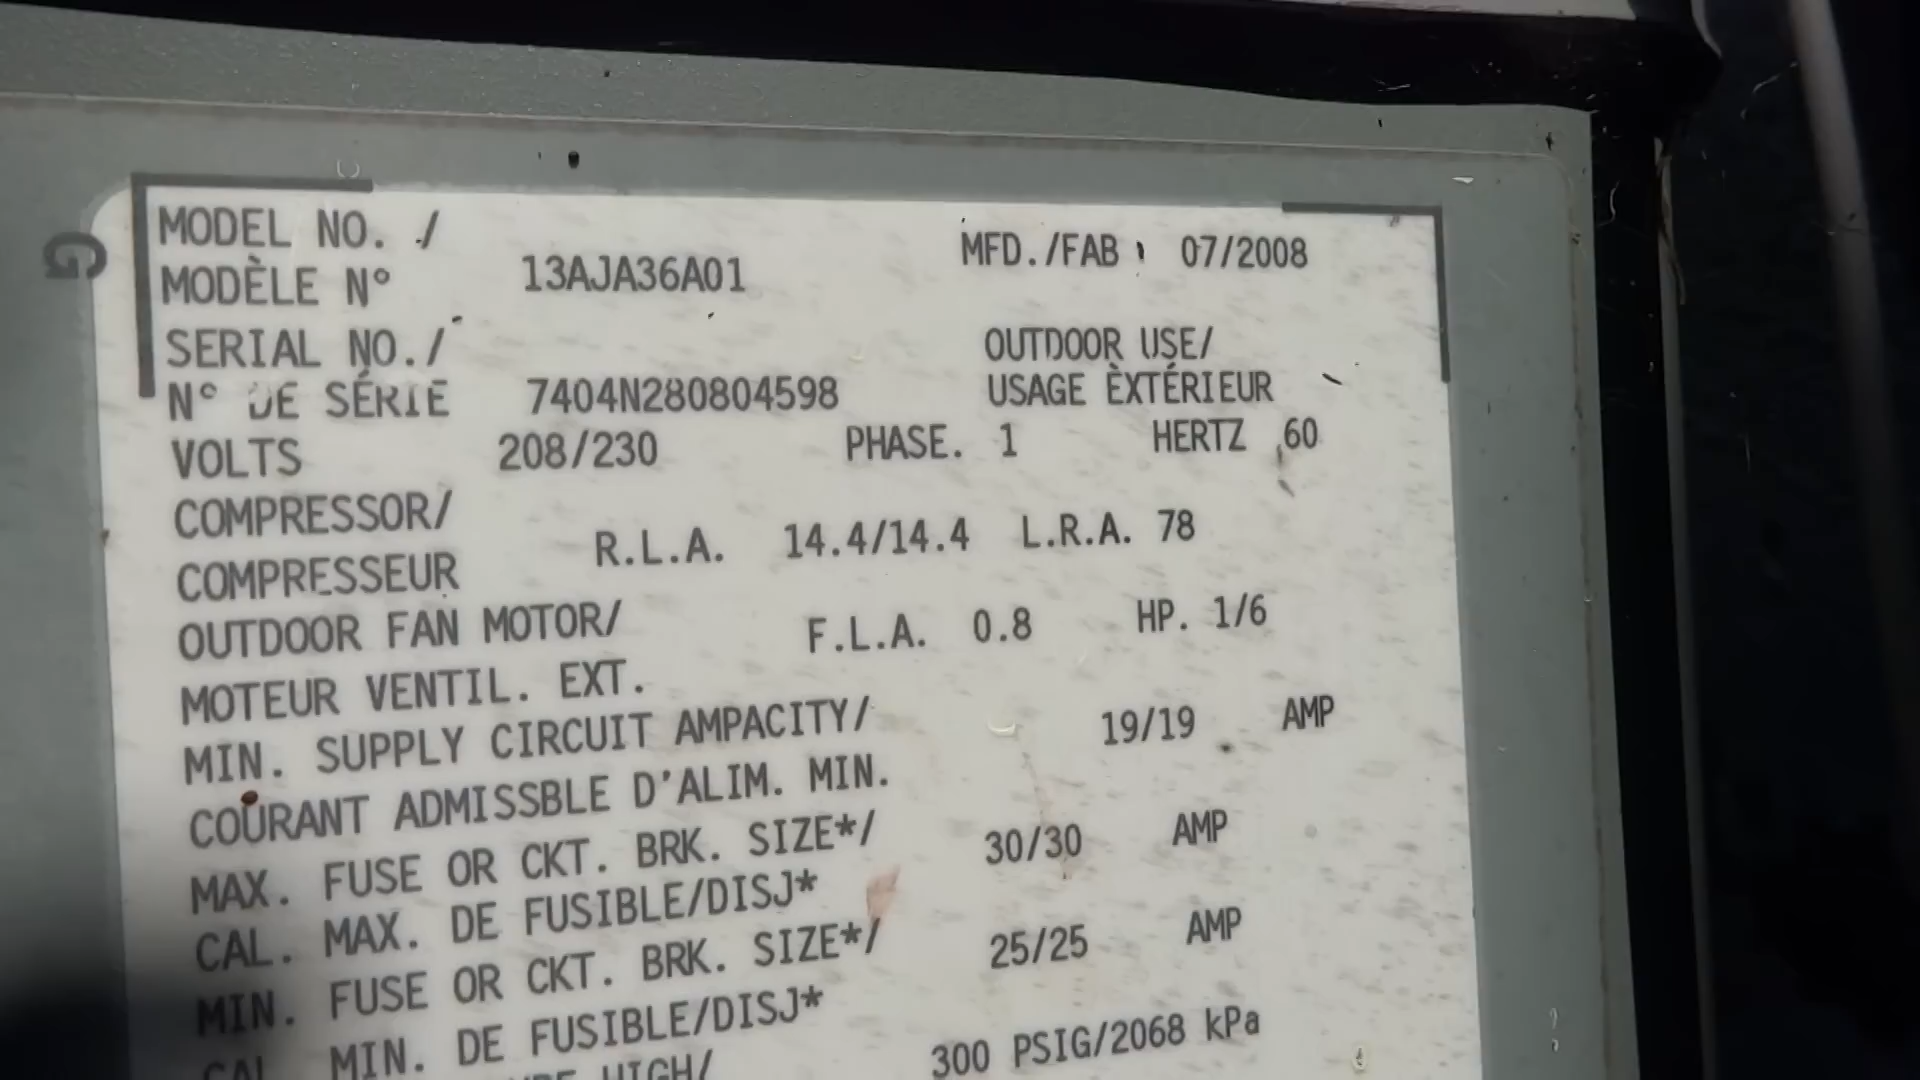 G
MODEL NO. /
MODÈLE N° 13AJA36A01 MFD./FAB 07/2008
SERIAL NO./ OUTDOOR USE/
N° DE SÉRIE 7404N280804598 USAGE ÈXTÉRIEUR
VOLTS 208/230 PHASE. 1 HERTZ 60
COMPRESSOR/
COMPRESSEUR R.L.A. 14.4/14.4 L.R.A. 78
OUTDOOR FAN MOTOR/ F.L.A. 0.8 HP. 1/6
MOTEUR VENTIL. EXT.
MIN. SUPPLY CIRCUIT AMPACITY/ 19/19 AMP
COURANT ADMISSBLE D'ALIM. MIN.
MAX. FUSE OR CKT. BRK. SIZE*/ 30/30 AMP
CAL. MAX. DE FUSIBLE/DISJ*
MIN. FUSE OR CKT. BRK. SIZE*/ 25/25 AMP
CAL. MIN. DE FUSIBLE/DISJ*
HIGH/ 300 PSIG/2068 kPa